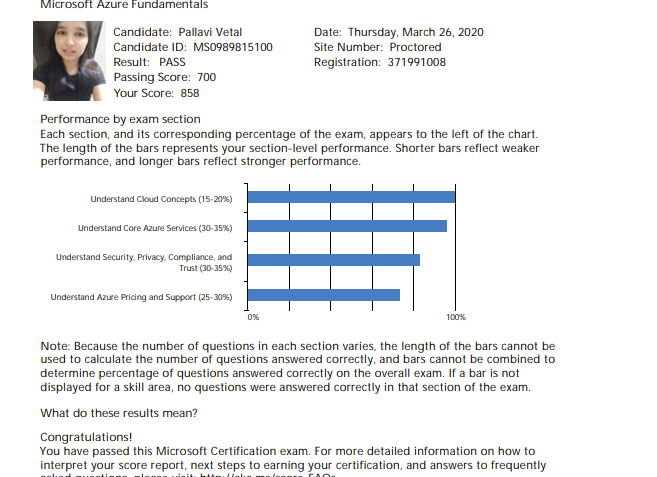 Microsoft Azure Fundamentals
Candidate: Pallavi Vetal
Date: Thursday, March 26, 2020
Candidate ID: MS0989815100
Site Number: Proctored
Result: PASS
Registration: 371991008
Passing Score: 700
Your Score: 858
Performance by exam section
Each section, and its corresponding percentage of the exam, appears to the left of the chart.
The length of the bars represents your section-level performance. Shorter bars reflect weaker
performance, and longer bars reflect stronger performance.
Understand Cloud Concepts (15-20%)
Understand Core Azure Services (30-35%)
Understand Security, Privacy, Compliance, and
Trust (30-35%)
Understand Azure Pricing and Support (25-30%)
0%
100%
Note: Because the number of questions in each section varies, the length of the bars cannot be
used to calculate the number of questions answered correctly, and bars cannot be combined to
determine percentage of questions answered correctly on the overall exam. If a bar is not
displayed for a skill area, no questions were answered correctly in that section of the exam.
What do these results mean?
Congratulations!
You have passed this Microsoft Certification exam. For more detailed information on how to
interpret your score report, next steps to earning your certification, and answers to frequently